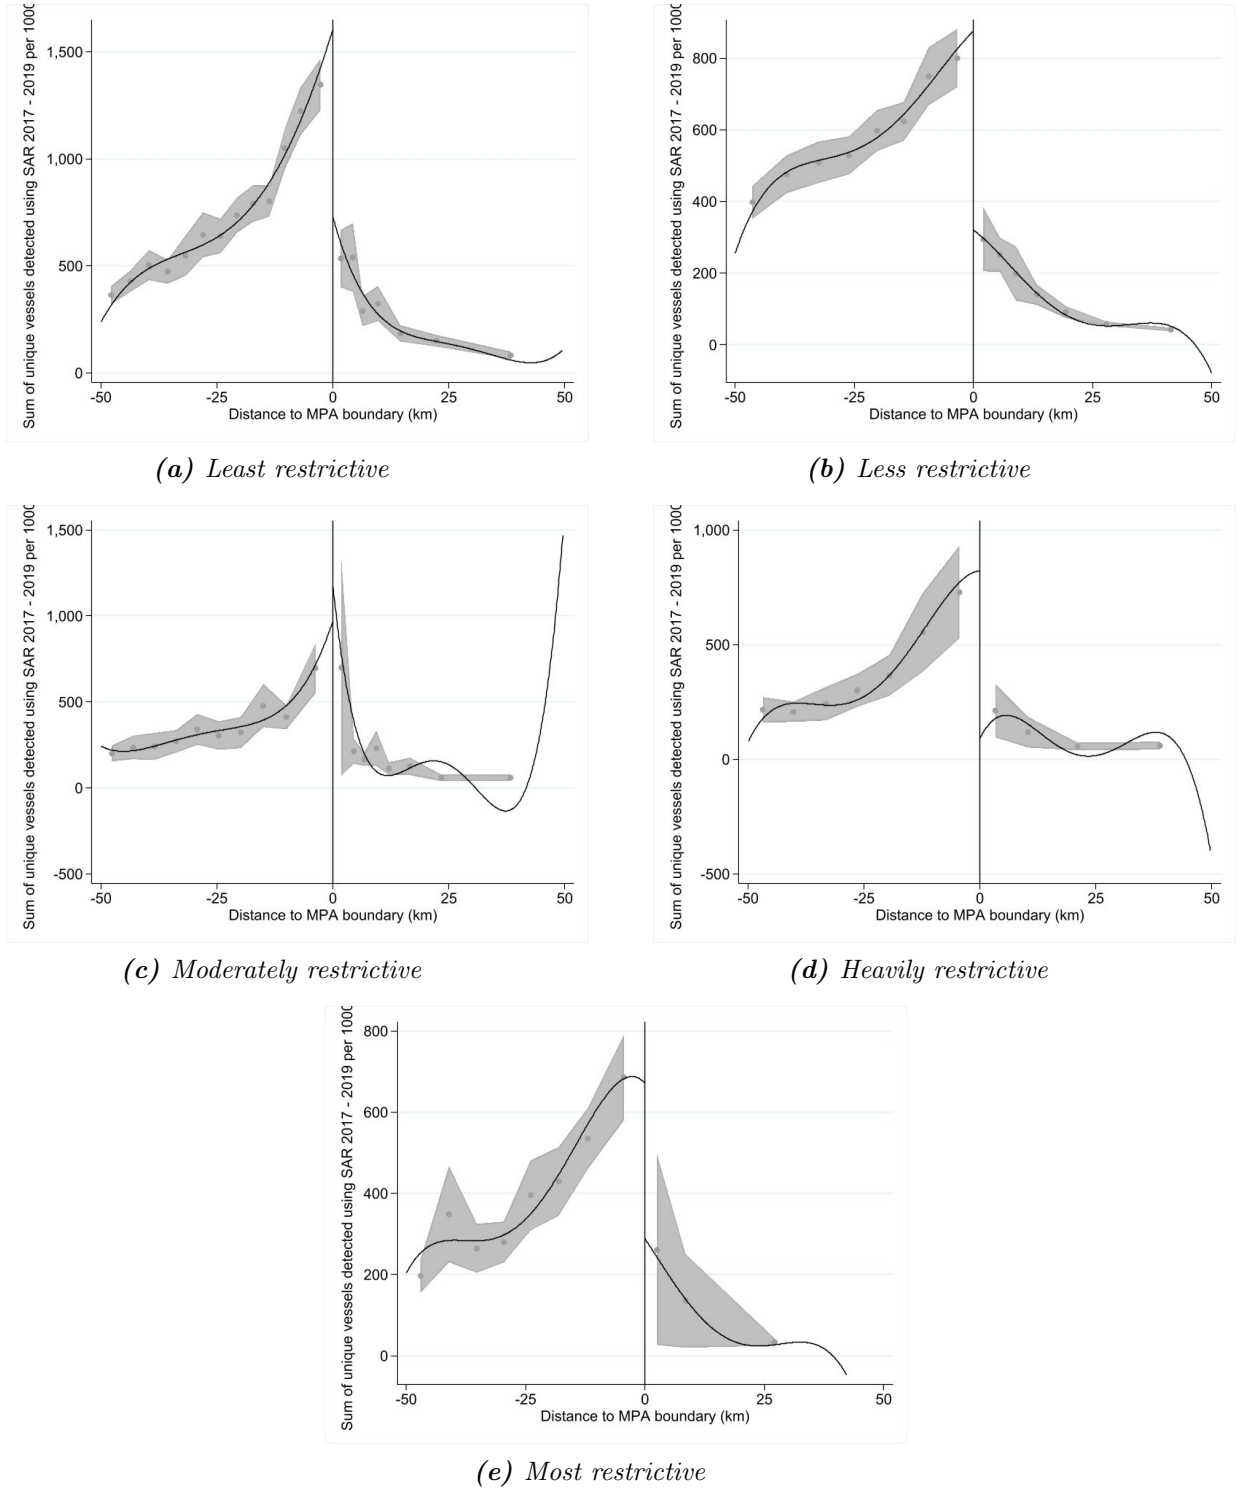 Sum of unique vessels detected using SAR 2017 - 2019 per 1000
1,500
1,000
500
0
-50 -25 0 25 50
Distance to MPA boundary (km)
(a) Least restrictive
Sum of unique vessels detected using SAR 2017 - 2019 per 1000
800
600
400
200
0
-50 -25 0 25 50
Distance to MPA boundary (km)
(b) Less restrictive
Sum of unique vessels detected using SAR 2017 - 2019 per 1000
1,500
1,000
500
0
-500
-50 -25 0 25 50
Distance to MPA boundary (km)
(c) Moderately restrictive
Sum of unique vessels detected using SAR 2017 - 2019 per 1000
1,000
500
0
-500
-50 -25 0 25 50
Distance to MPA boundary (km)
(d) Heavily restrictive
Sum of unique vessels detected using SAR 2017 - 2019 per 1000
800
600
400
200
0
-50 -25 0 25 50
Distance to MPA boundary (km)
(e) Most restrictive